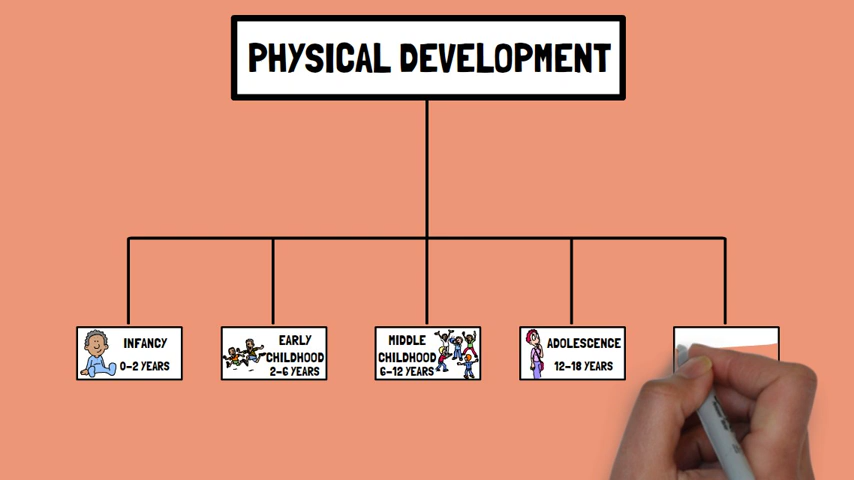 PHYSICAL DEVELOPMENT
INFANCY
0-2 YEARS
EARLY
CHILDHOOD
2-6 YEARS
MIDDLE
CHILDHOOD
6-12 YEARS
ADOLESCENCE
12-18 YEARS